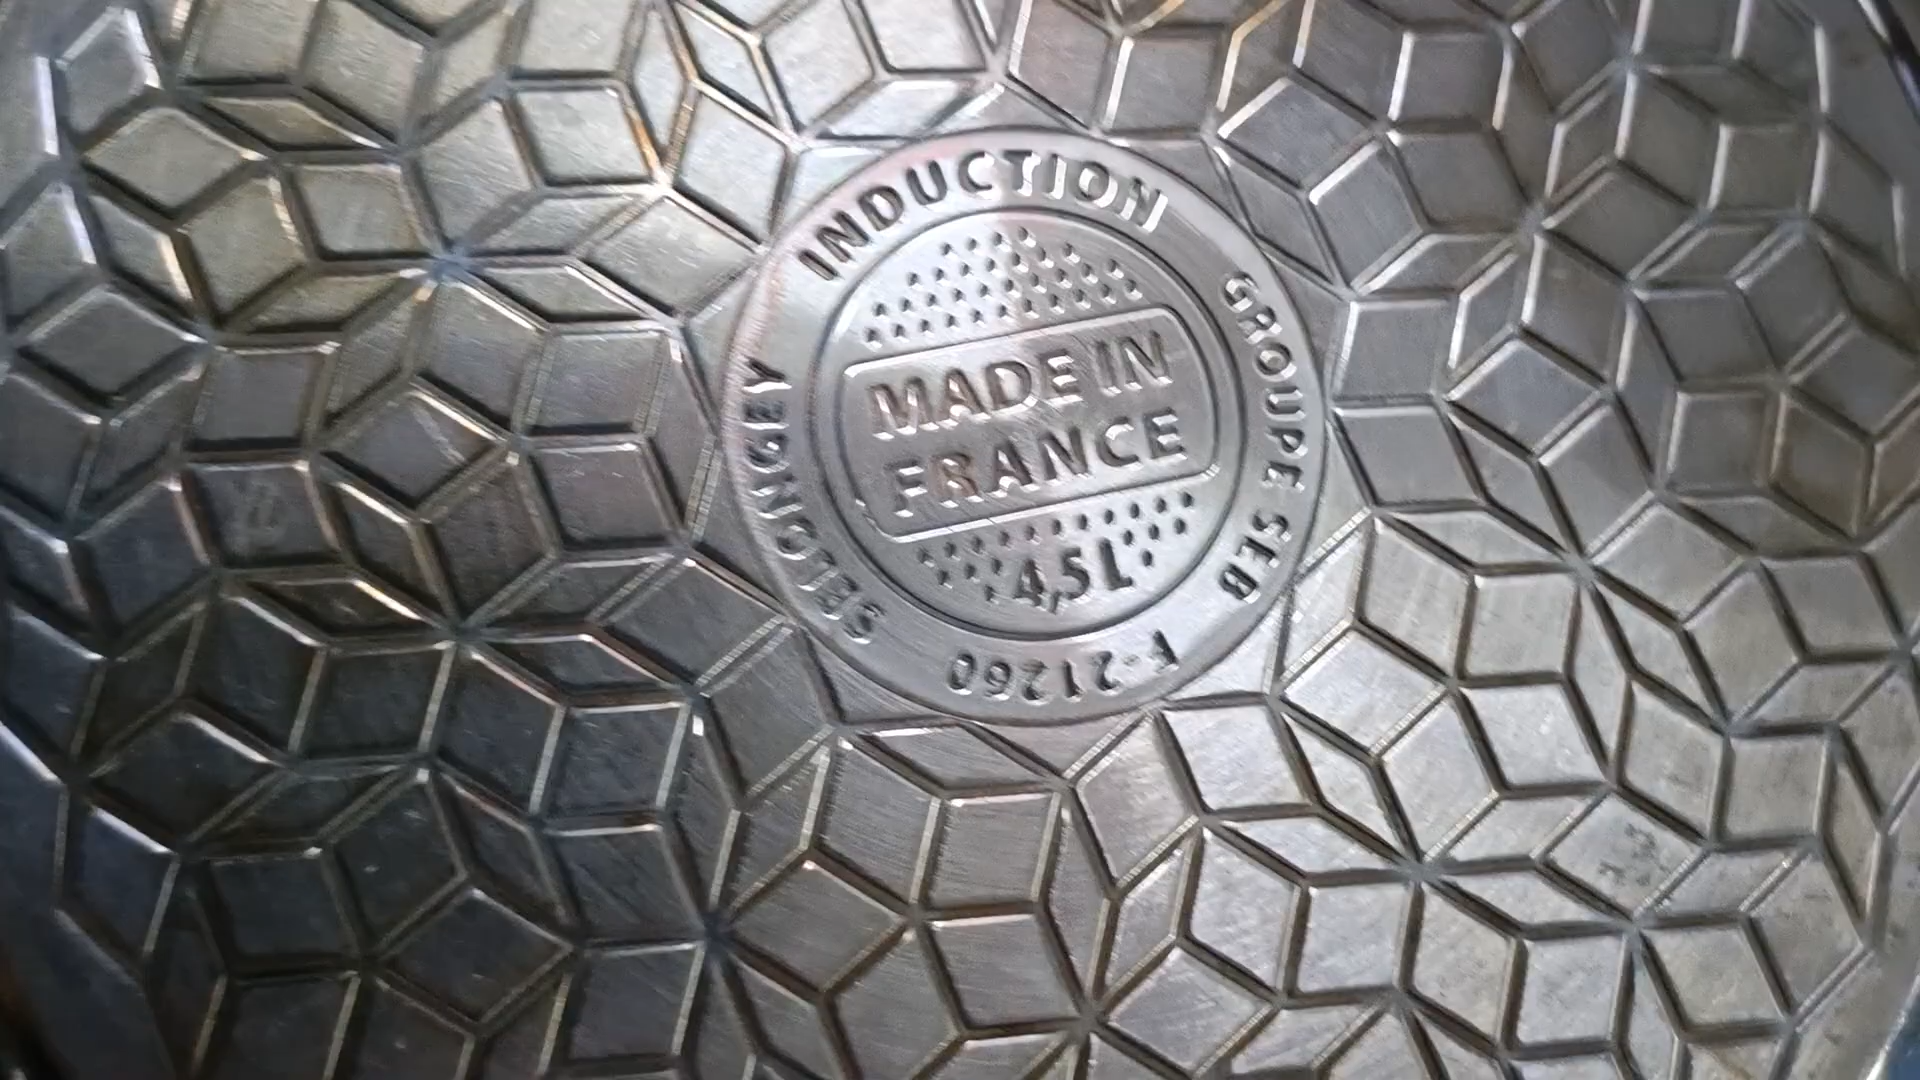 INDUCTION
GROUPE SEB
F-21260
SELONGEY
MADE IN
FRANCE
4,5L